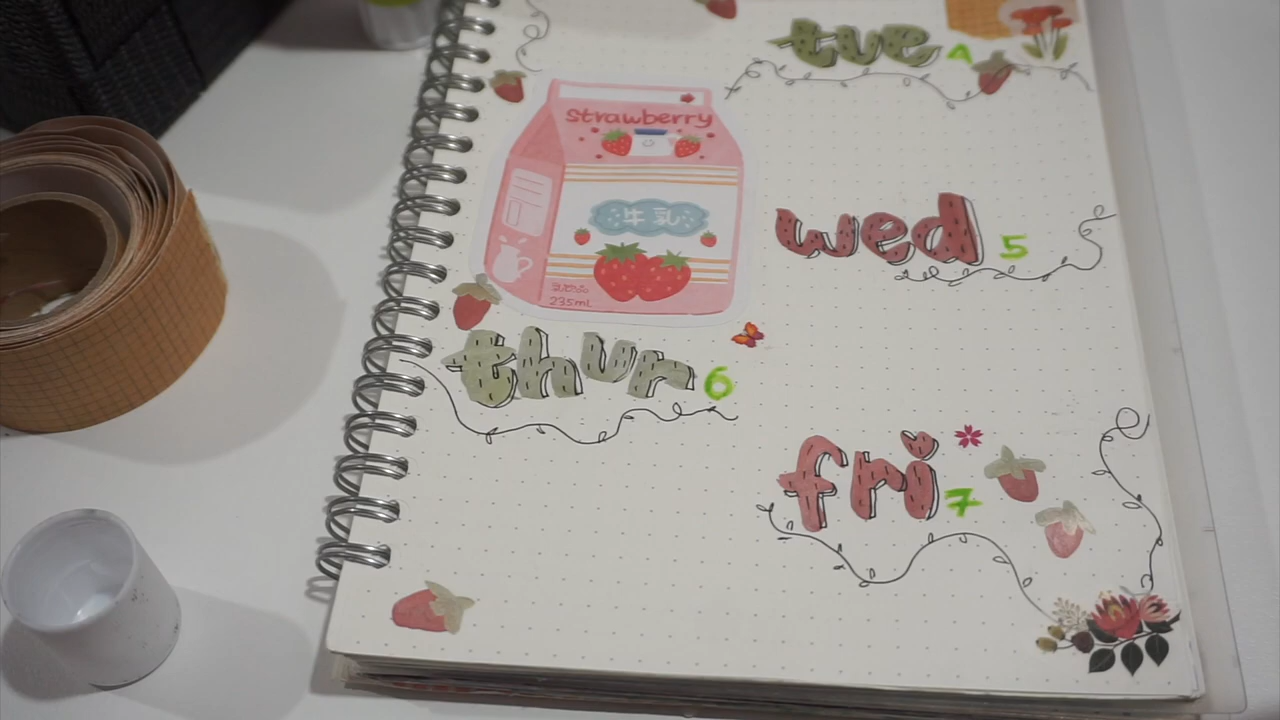 tue 4
strawberry
牛乳
235ml
wed 5
thur 6
fri 7